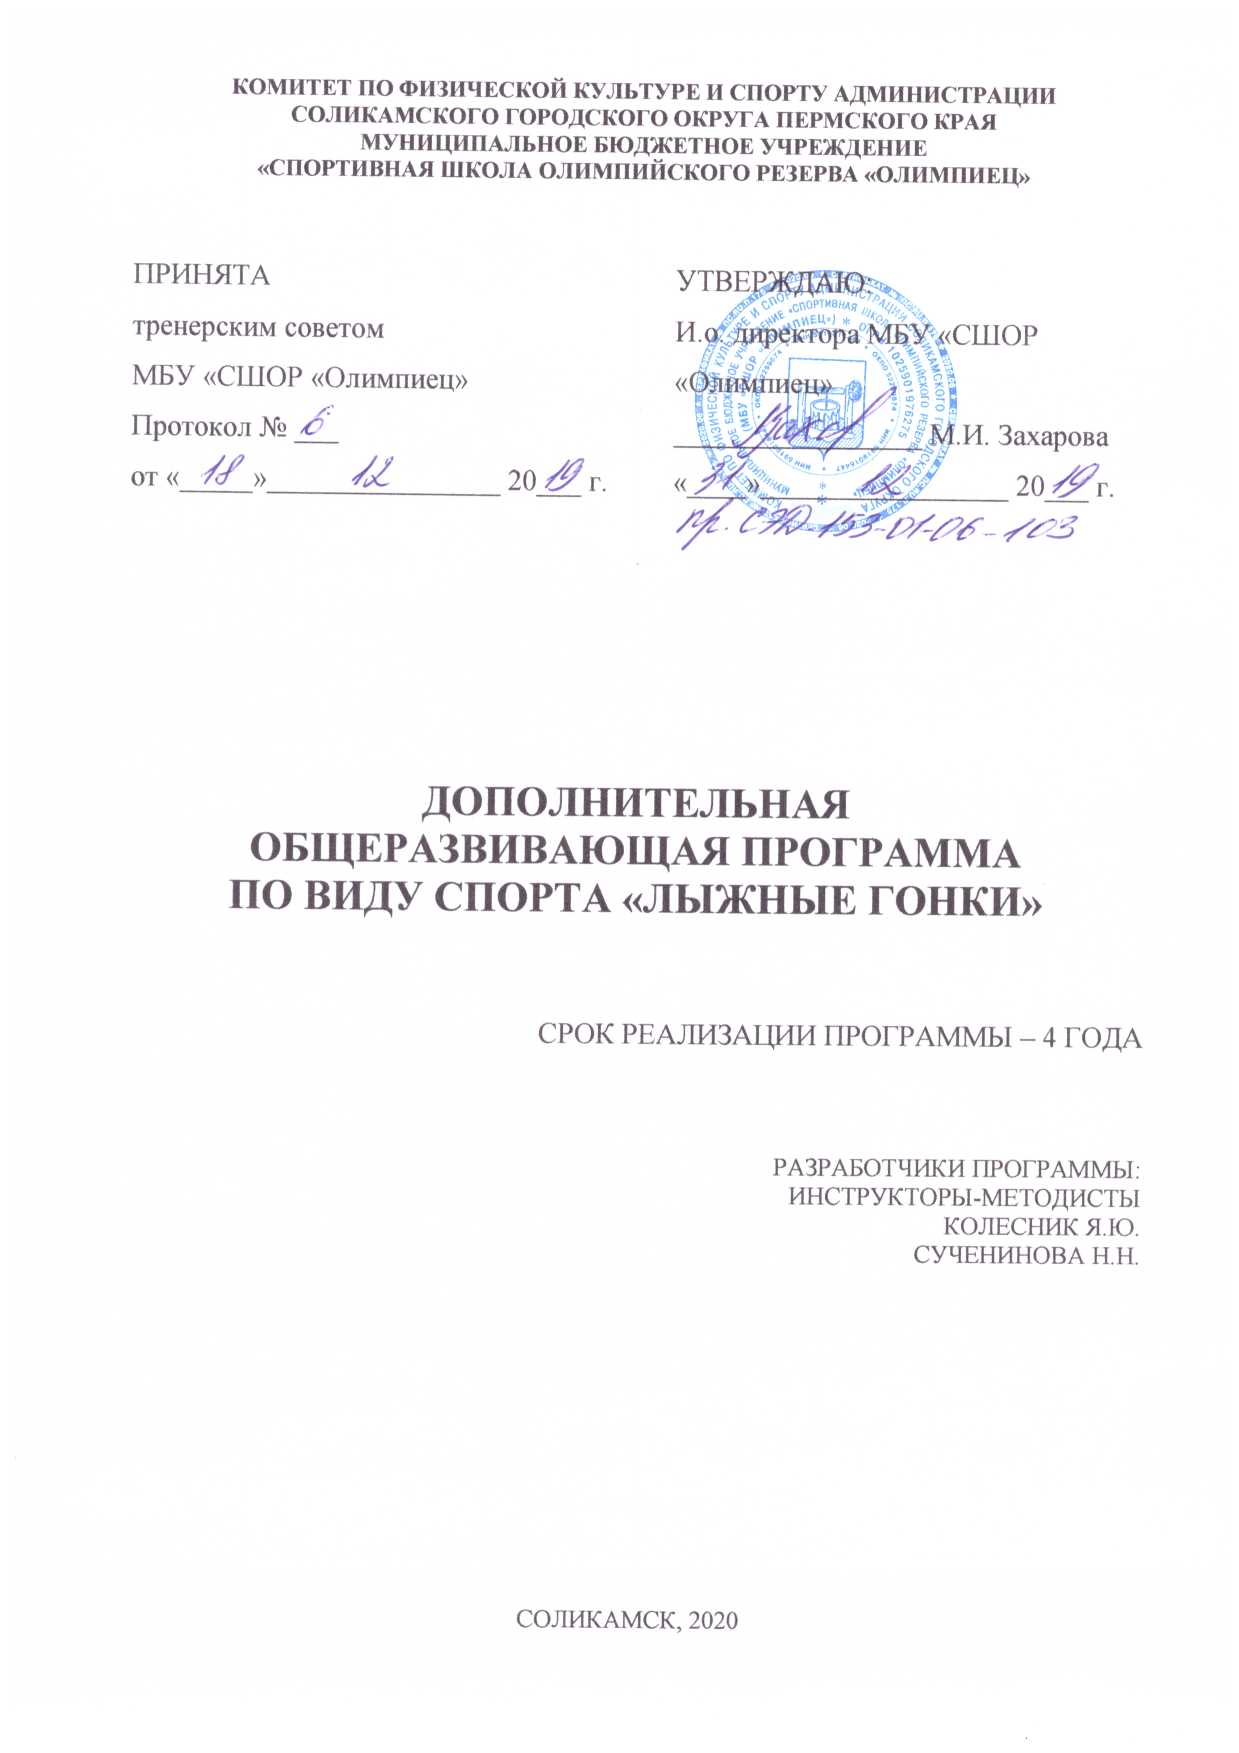 КОМИТЕТ ПО ФИЗИЧЕСКОЙ КУЛЬТУРЕ И СПОРТУ АДМИНИСТРАЦИИ
СОЛИКАМСКОГО ГОРОДСКОГО ОКРУГА ПЕРМСКОГО КРАЯ
МУНИЦИПАЛЬНОЕ БЮДЖЕТНОЕ УЧРЕЖДЕНИЕ
«СПОРТИВНАЯ ШКОЛА ОЛИМПИЙСКОГО РЕЗЕРВА «ОЛИМПИЕЦ»
ПРИНЯТА
тренерским советом
МБУ «СШОР «Олимпиец»
Протокол № 6
от «18» 12 2019 г.
УТВЕРЖДАЮ:
И.о. директора МБУ «СШОР
«Олимпиец»
М.И. Захарова
«31» 12 2019 г.
пр. СЭД-153-01-06-103
ДОПОЛНИТЕЛЬНАЯ
ОБЩЕРАЗВИВАЮЩАЯ ПРОГРАММА
ПО ВИДУ СПОРТА «ЛЫЖНЫЕ ГОНКИ»
СРОК РЕАЛИЗАЦИИ ПРОГРАММЫ – 4 ГОДА
РАЗРАБОТЧИКИ ПРОГРАММЫ:
ИНСТРУКТОРЫ-МЕТОДИСТЫ
КОЛЕСНИК Я.Ю.
СУЧЕНИНОВА Н.Н.
СОЛИКАМСК, 2020